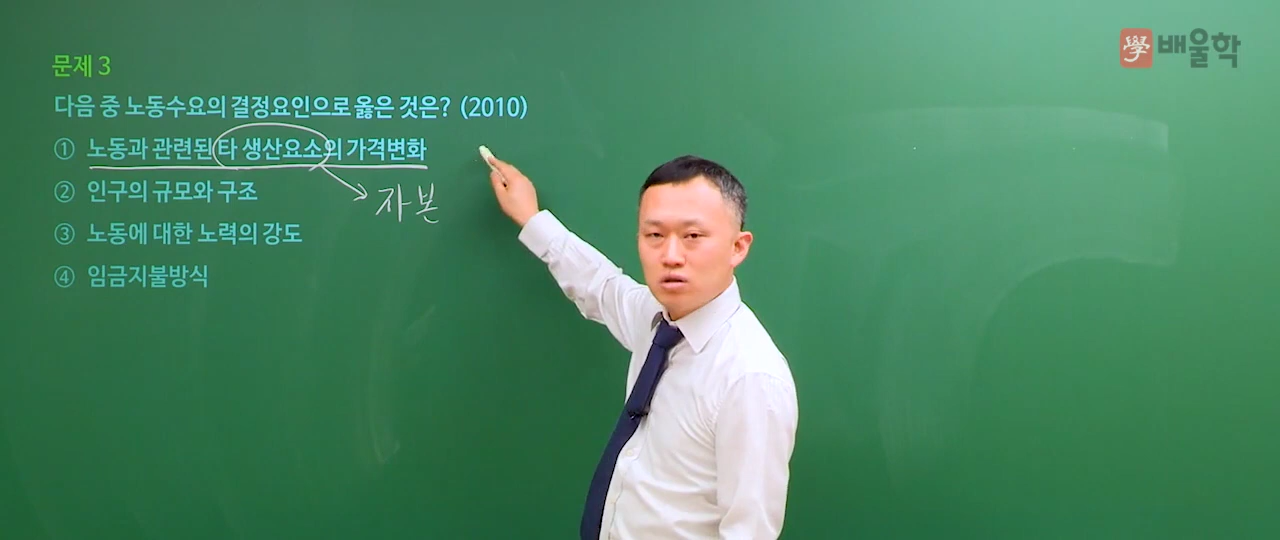 學 배울학
문제 3
다음 중 노동수요의 결정요인으로 옳은 것은? (2010)
① 노동과 관련된 타 생산요소의 가격변화
② 인구의 규모와 구조
자본
③ 노동에 대한 노력의 강도
④ 임금지불방식